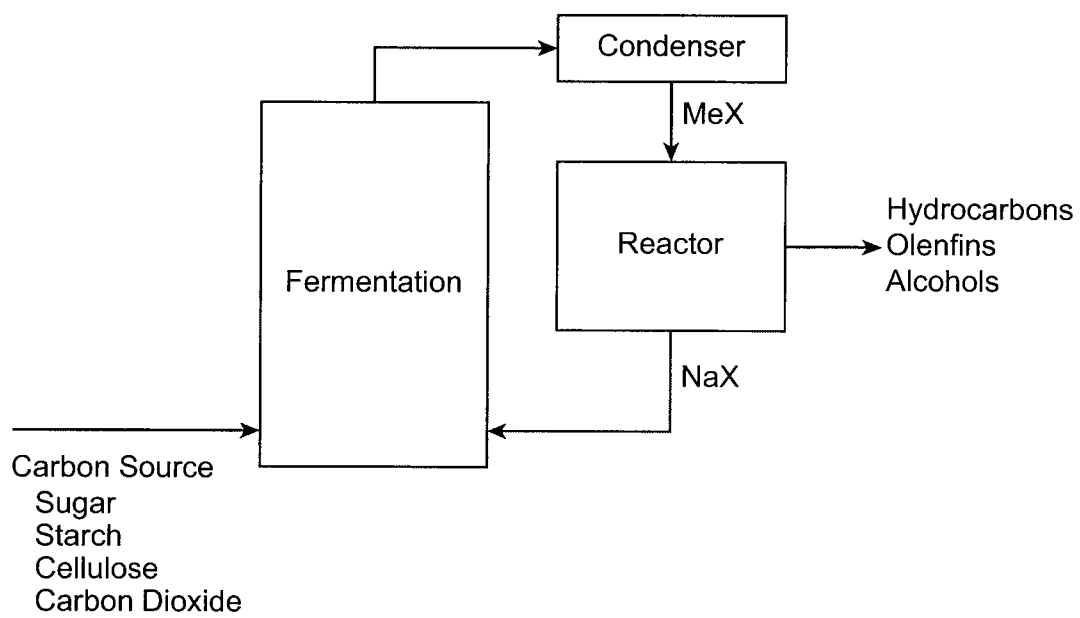 Condenser
MeX
Hydrocarbons
Olenfins
Alcohols
Reactor
Fermentation
NaX
Carbon Source
Sugar
Starch
Cellulose
Carbon Dioxide